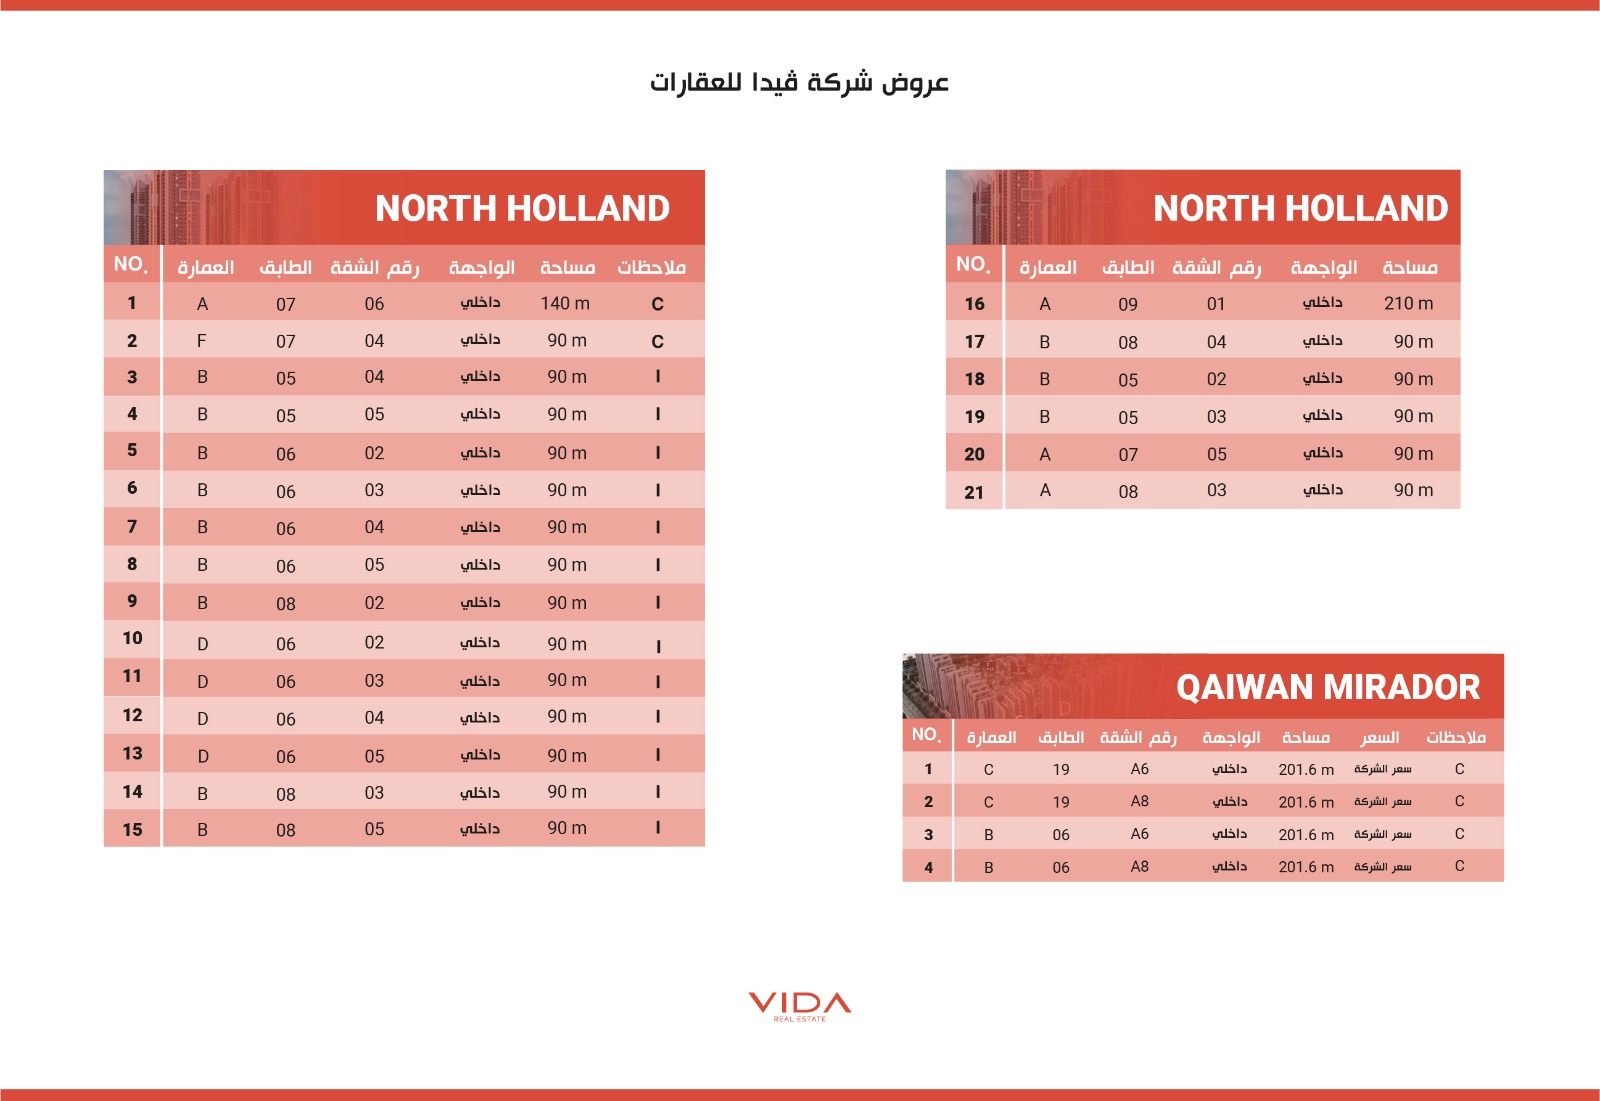 عروض شركة ڤيدا للعقارات
NORTH HOLLAND
NO. العمارة الطابق رقم الشقة الواجهة مساحة ملاحظات
1 A 07 06 داخلي 140 m C
2 F 07 04 داخلي 90 m C
3 B 05 04 داخلي 90 m I
4 B 05 05 داخلي 90 m I
5 B 06 02 داخلي 90 m I
6 B 06 03 داخلي 90 m I
7 B 06 04 داخلي 90 m I
8 B 06 05 داخلي 90 m I
9 B 08 02 داخلي 90 m I
10 D 06 02 داخلي 90 m I
11 D 06 03 داخلي 90 m I
12 D 06 04 داخلي 90 m I
13 D 06 05 داخلي 90 m I
14 B 08 03 داخلي 90 m I
15 B 08 05 داخلي 90 m I
NORTH HOLLAND
NO. العمارة الطابق رقم الشقة الواجهة مساحة
16 A 09 01 داخلي 210 m
17 B 08 04 داخلي 90 m
18 B 05 02 داخلي 90 m
19 B 05 03 داخلي 90 m
20 A 07 05 داخلي 90 m
21 A 08 03 داخلي 90 m
QAIWAN MIRADOR
NO. العمارة الطابق رقم الشقة الواجهة مساحة السعر ملاحظات
1 C 19 A6 داخلي 201.6 m سعر الشركة C
2 C 19 A8 داخلي 201.6 m سعر الشركة C
3 B 06 A6 داخلي 201.6 m سعر الشركة C
4 B 06 A8 داخلي 201.6 m سعر الشركة C
VIDA
REAL ESTATE